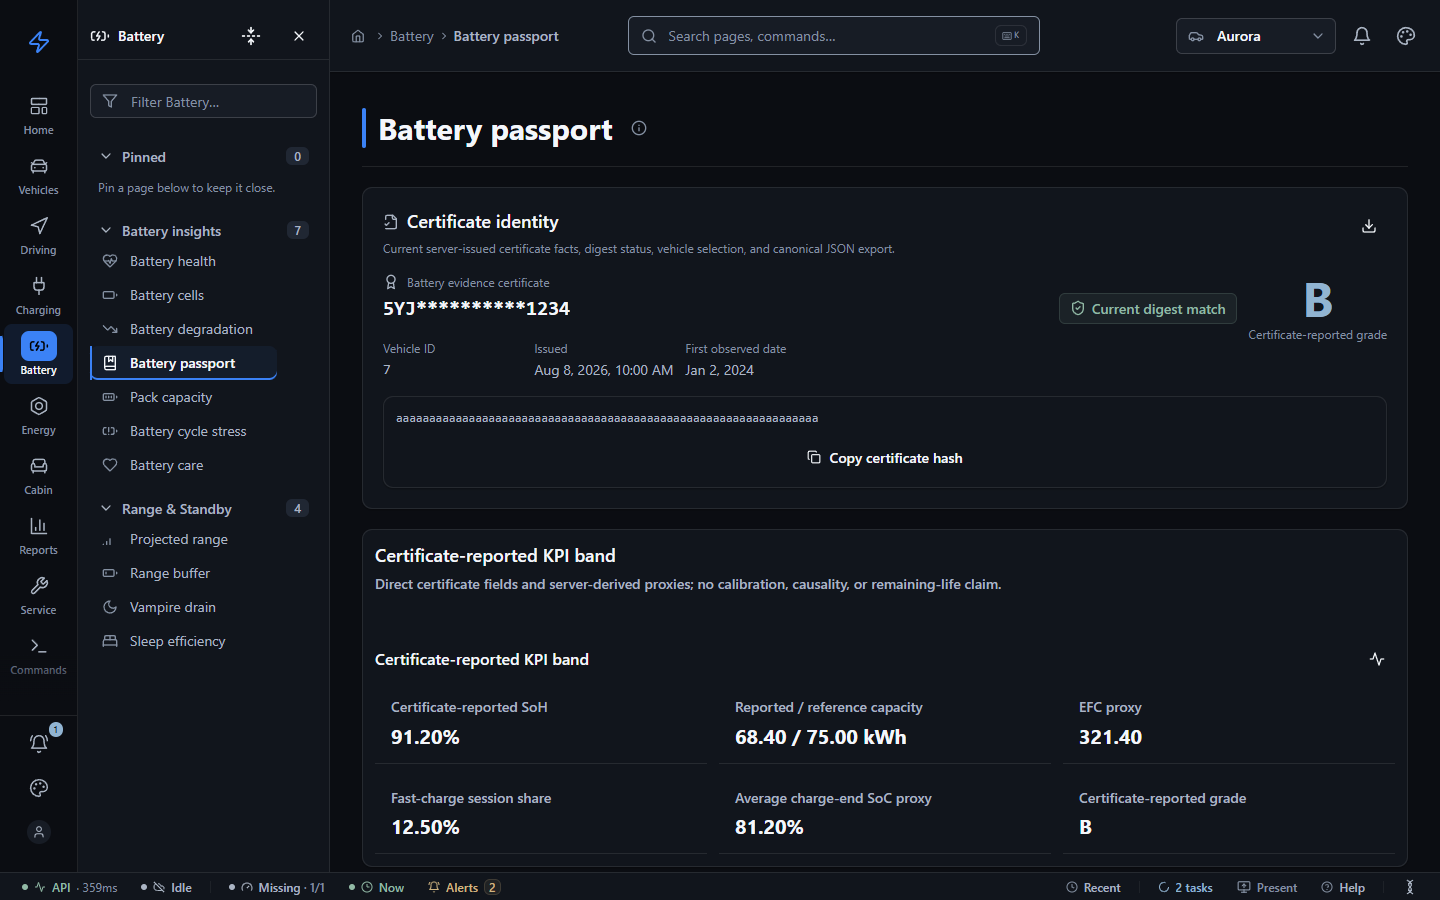 Home
Vehicles
Driving
Charging
Battery
Energy
Cabin
Reports
Service
Commands
1
Battery
Filter Battery...
Pinned 0
Pin a page below to keep it close.
Battery insights 7
Battery health
Battery cells
Battery degradation
Battery passport
Pack capacity
Battery cycle stress
Battery care
Range & Standby 4
Projected range
Range buffer
Vampire drain
Sleep efficiency
Battery Battery passport
Search pages, commands... K
Aurora
Battery passport
Certificate identity
Current server-issued certificate facts, digest status, vehicle selection, and canonical JSON export.
Battery evidence certificate
5YJ**********1234
Current digest match
B
Certificate-reported grade
Vehicle ID Issued First observed date
7 Aug 8, 2026, 10:00 AM Jan 2, 2024
aaaaaaaaaaaaaaaaaaaaaaaaaaaaaaaaaaaaaaaaaaaaaaaaaaaaaaaaaaaaaaaa
Copy certificate hash
Certificate-reported KPI band
Direct certificate fields and server-derived proxies; no calibration, causality, or remaining-life claim.
Certificate-reported KPI band
Certificate-reported SoH Reported / reference capacity EFC proxy
91.20% 68.40 / 75.00 kWh 321.40
Fast-charge session share Average charge-end SoC proxy Certificate-reported grade
12.50% 81.20% B
API · 359ms Idle Missing · 1/1 Now Alerts 2 Recent 2 tasks Present Help